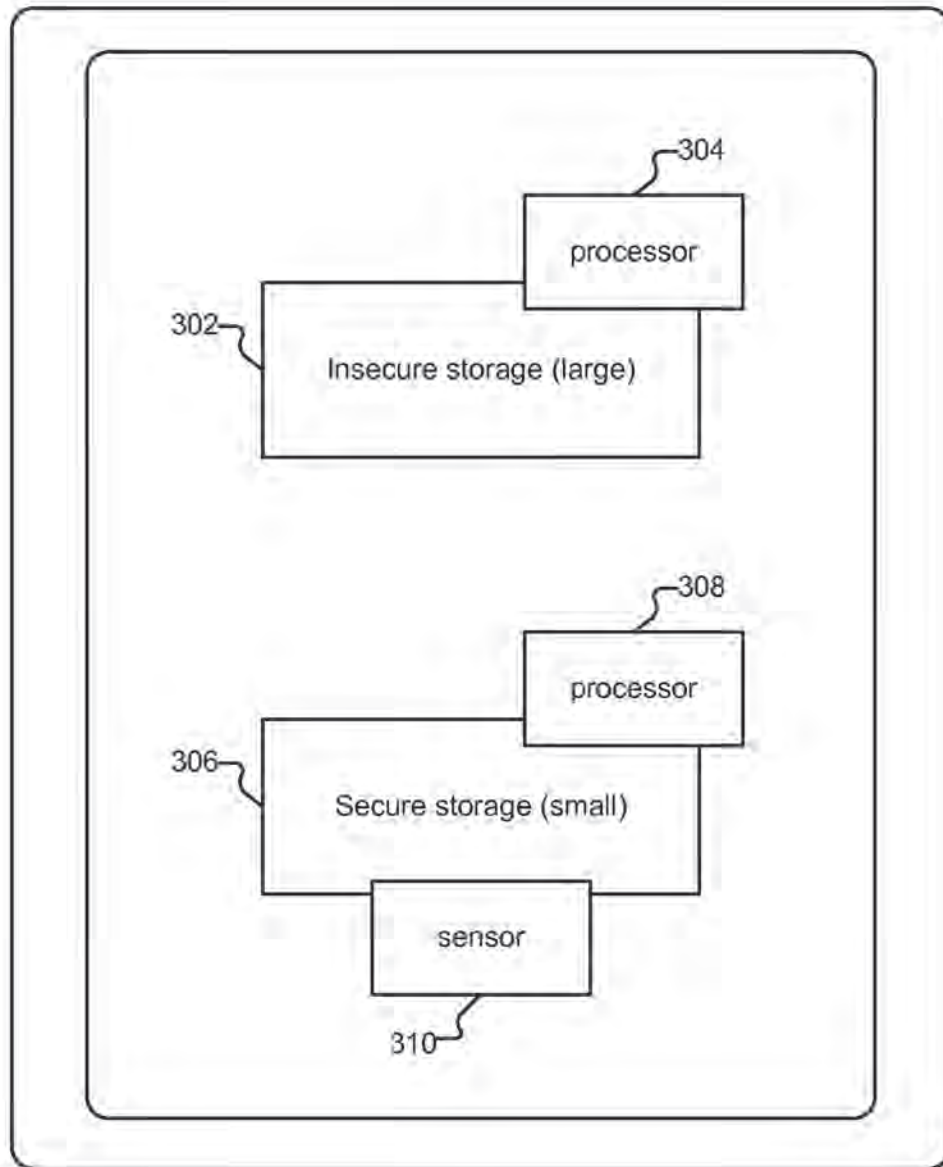 304
processor
302
Insecure storage (large)
308
processor
306
Secure storage (small)
sensor
310